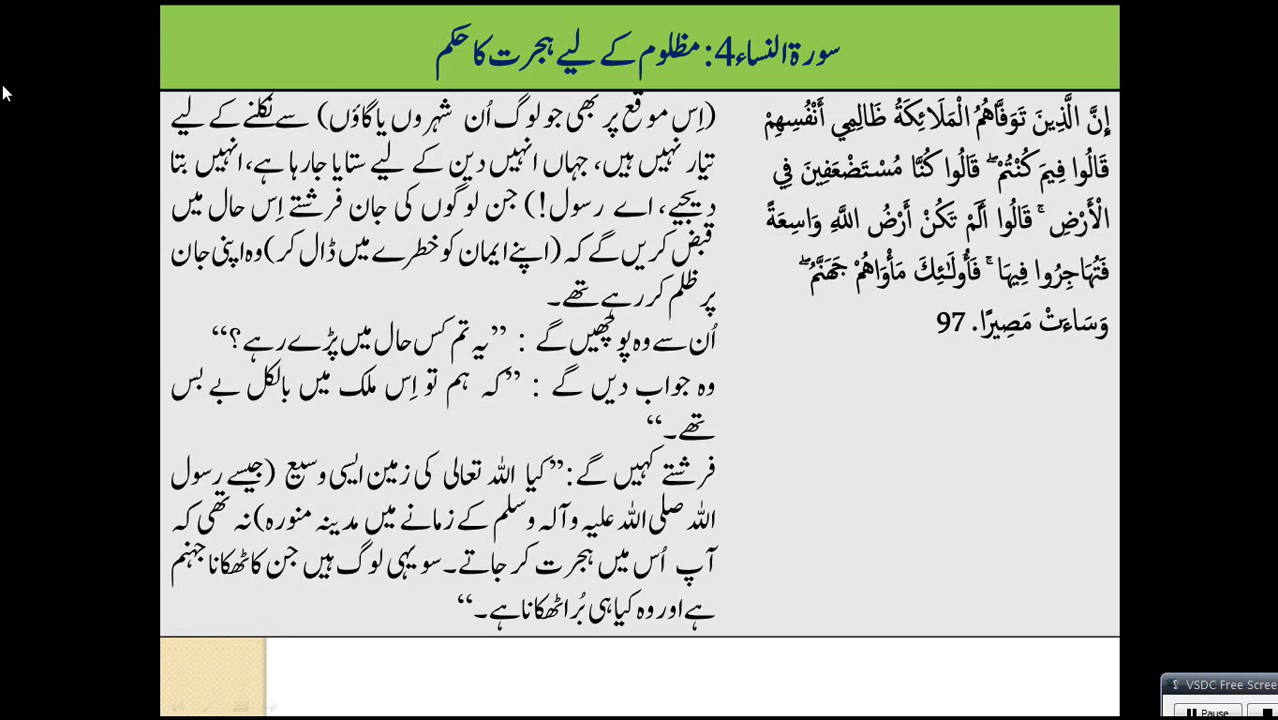 سورۃ النساء4: مظلوم کے لیے ہجرت کا حکم
إِنَّ الَّذِينَ تَوَفَّاهُمُ الْمَلَائِكَةُ ظَالِمِي أَنْفُسِهِمْ
قَالُوا فِيمَ كُنْتُمْ ۖ قَالُوا كُنَّا مُسْتَضْعَفِينَ فِي
الْأَرْضِ ۚ قَالُوا أَلَمْ تَكُنْ أَرْضُ اللَّهِ وَاسِعَةً
فَتُهَاجِرُوا فِيهَا ۚ فَأُولَٰئِكَ مَأْوَاهُمْ جَهَنَّمُ ۖ
وَسَاءَتْ مَصِيرًا. 97
(اِس موقع پر بھی جو لوگ اُن شہروں یا گاؤں) سے نکلنے کے لیے
تیار نہیں ہیں، جہاں انہیں دین کے لیے ستایا جا رہا ہے، انہیں بتا
دیجیے، اے رسول!) جن لوگوں کی جان فرشتے اِس حال میں
قبض کریں گے کہ (اپنے ایمان کو خطرے میں ڈال کر) وہ اپنی جان
پر ظلم کر رہے تھے۔
اُن سے وہ پوچھیں گے : ”یہ تم کس حال میں پڑے رہے ؟“
وہ جواب دیں گے : ”کہ ہم تو اِس ملک میں بالکل بے بس
تھے۔“
فرشتے کہیں گے :”کیا اللہ تعالی کی زمین ایسی وسیع (جیسے رسول
اللہ صلی اللہ علیہ وآلہ وسلم کے زمانے میں مدینہ منورہ) نہ تھی کہ
آپ اُس میں ہجرت کر جاتے۔ سو یہی لوگ ہیں جن کا ٹھکانا جہنم
ہے اور وہ کیا ہی بُرا ٹھکانا ہے۔“
VSDC Free Scree
Pause